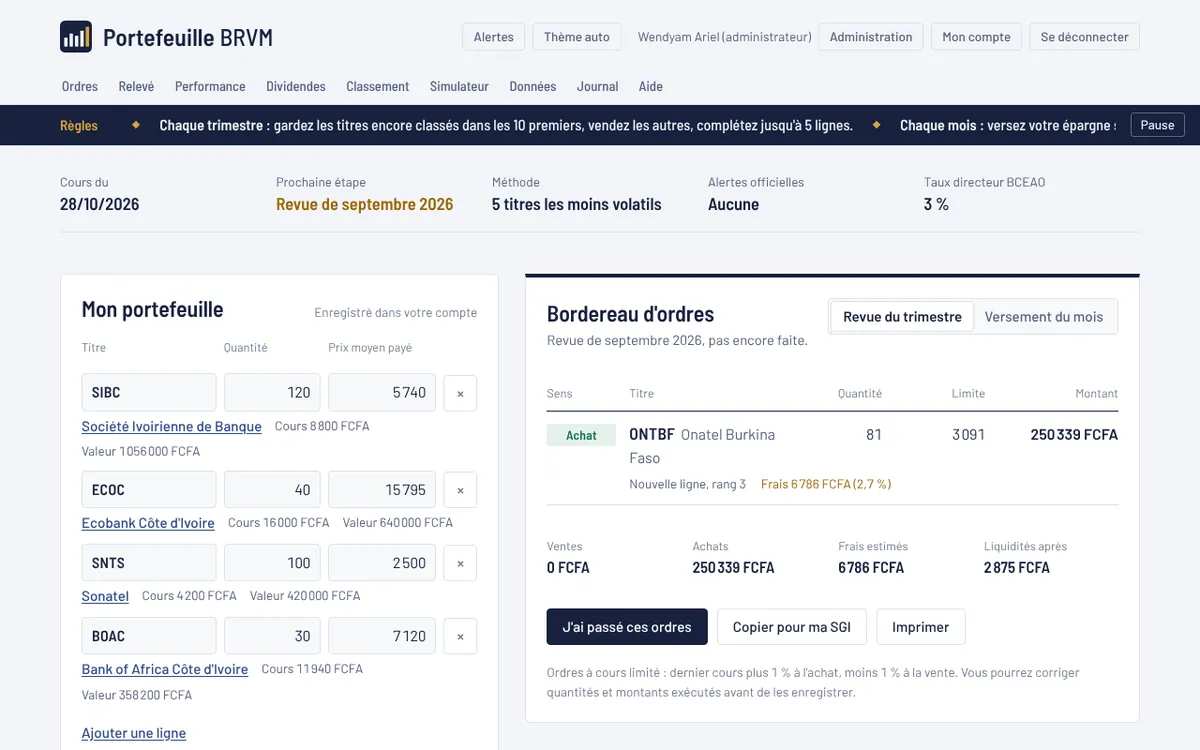 Portefeuille BRVM
Alertes
Thème auto
Wendyam Ariel (administrateur)
Administration
Mon compte
Se déconnecter
Ordres
Relevé
Performance
Dividendes
Classement
Simulateur
Données
Journal
Aide
Règles ◆ Chaque trimestre : gardez les titres encore classés dans les 10 premiers, vendez les autres, complétez jusqu'à 5 lignes. ◆ Chaque mois : versez votre épargne
Pause
Cours du
28/10/2026
Prochaine étape
Revue de septembre 2026
Méthode
5 titres les moins volatils
Alertes officielles
Aucune
Taux directeur BCEAO
3 %
Mon portefeuille
Enregistré dans votre compte
Titre Quantité Prix moyen payé
SIBC 120 5 740 ×
Société Ivoirienne de Banque Cours 8 800 FCFA
Valeur 1 056 000 FCFA
ECOC 40 15 795 ×
Ecobank Côte d'Ivoire Cours 16 000 FCFA Valeur 640 000 FCFA
SNTS 100 2 500 ×
Sonatel Cours 4 200 FCFA Valeur 420 000 FCFA
BOAC 30 7 120 ×
Bank of Africa Côte d'Ivoire Cours 11 940 FCFA
Valeur 358 200 FCFA
Ajouter une ligne
Bordereau d'ordres
Revue de septembre 2026, pas encore faite.
Revue du trimestre
Versement du mois
Sens Titre Quantité Limite Montant
Achat ONTBF Onatel Burkina 81 3 091 250 339 FCFA
Faso
Nouvelle ligne, rang 3 Frais 6 786 FCFA (2,7 %)
Ventes
0 FCFA
Achats
250 339 FCFA
Frais estimés
6 786 FCFA
Liquidités après
2 875 FCFA
J'ai passé ces ordres
Copier pour ma SGI
Imprimer
Ordres à cours limité : dernier cours plus 1 % à l'achat, moins 1 % à la vente. Vous pourrez corriger
quantités et montants exécutés avant de les enregistrer.